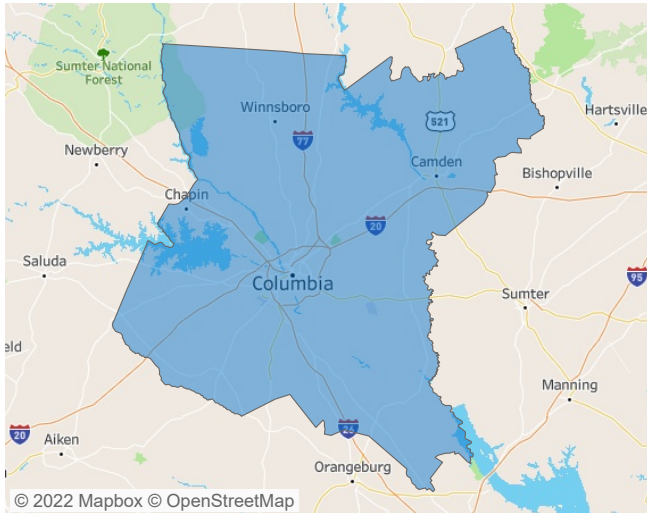 Sumter National
Forest
Winnsboro
521
Hartsville
77
Newberry
Camden
Bishopville
Chapin
20
Saluda
Columbia
95
Sumter
eld
Manning
20
26
Aiken
Orangeburg
© 2022 Mapbox © OpenStreetMap